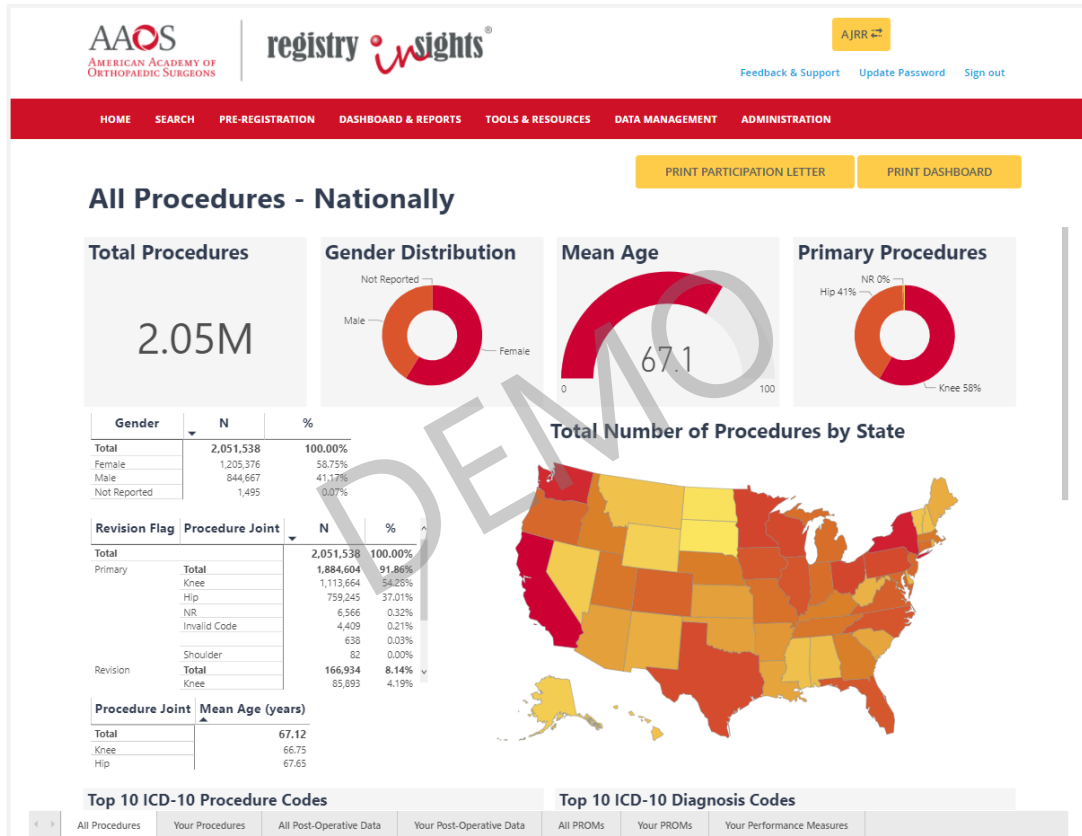 AAOS
AMERICAN ACADEMY OF
ORTHOPAEDIC SURGEONS
registry insights®
AJRR
Feedback & Support Update Password Sign out
HOME SEARCH PRE-REGISTRATION DASHBOARD & REPORTS TOOLS & RESOURCES DATA MANAGEMENT ADMINISTRATION
PRINT PARTICIPATION LETTER PRINT DASHBOARD
All Procedures - Nationally
Total Procedures
2.05M
Gender Distribution
Not Reported
Male
Female
Mean Age
67.1
0 100
Primary Procedures
NR 0%
Hip 41%
Knee 58%
DEMO
Gender N %
Total 2,051,538 100.00%
Female 1,205,376 58.75%
Male 844,667 41.17%
Not Reported 1,495 0.07%
Total Number of Procedures by State
Revision Flag Procedure Joint N %
Total 2,051,538 100.00%
Primary Total 1,884,604 91.86%
Knee 1,113,664 54.28%
Hip 759,245 37.01%
NR 6,566 0.32%
Invalid Code 4,409 0.21%
638 0.03%
Shoulder 82 0.00%
Revision Total 166,934 8.14%
Knee 85,893 4.19%
Procedure Joint Mean Age (years)
Total 67.12
Knee 66.75
Hip 67.65
Top 10 ICD-10 Procedure Codes
Top 10 ICD-10 Diagnosis Codes
All Procedures Your Procedures All Post-Operative Data Your Post-Operative Data All PROMs Your PROMs Your Performance Measures